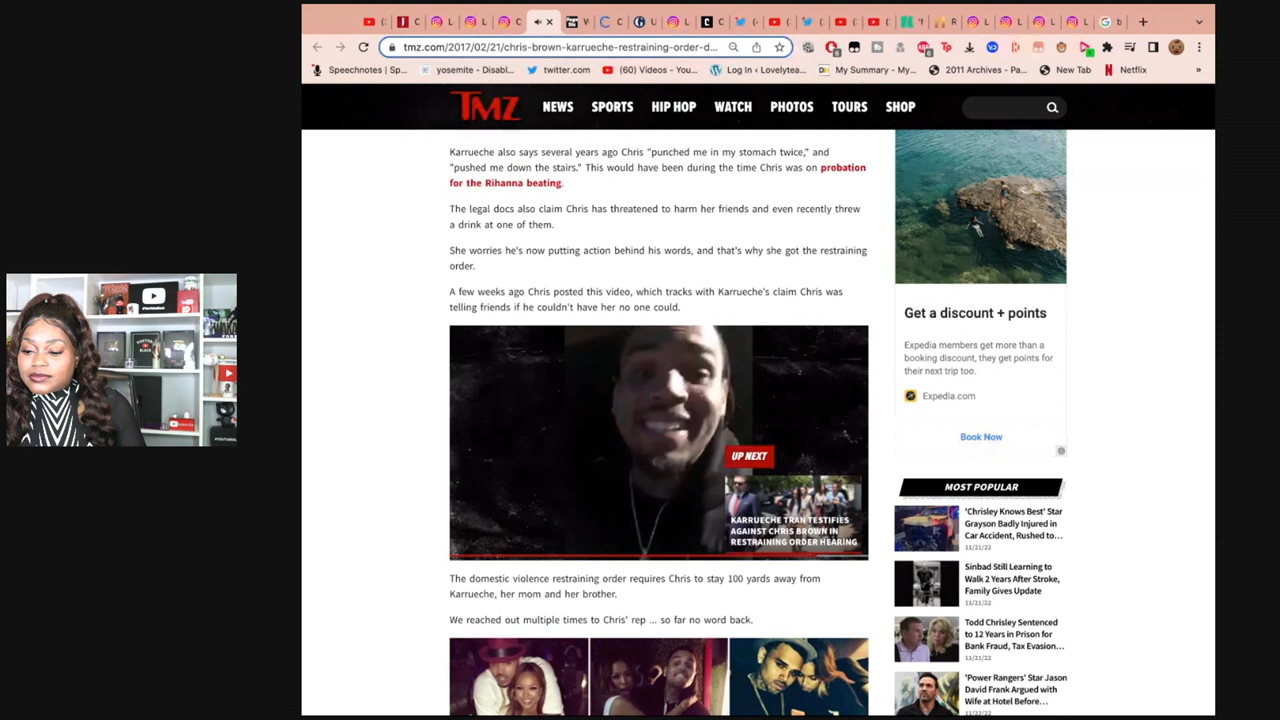 tmz.com/2017/02/21/chris-brown-karrueche-restraining-order-d...
Speechnotes | Sp...
yosemite - Disabl...
twitter.com
(60) Videos - You...
Log In ‹ Lovelytea...
My Summary - My...
2011 Archives - Pa...
New Tab
Netflix
»
TMZ
NEWS SPORTS HIP HOP WATCH PHOTOS TOURS SHOP
Karrueche also says several years ago Chris "punched me in my stomach twice," and
"pushed me down the stairs." This would have been during the time Chris was on probation
for the Rihanna beating.
The legal docs also claim Chris has threatened to harm her friends and even recently threw
a drink at one of them.
She worries he's now putting action behind his words, and that's why she got the restraining
order.
A few weeks ago Chris posted this video, which tracks with Karrueche's claim Chris was
telling friends if he couldn't have her no one could.
UP NEXT
KARRUECHE TRAN TESTIFIES
AGAINST CHRIS BROWN IN
RESTRAINING ORDER HEARING
The domestic violence restraining order requires Chris to stay 100 yards away from
Karrueche, her mom and her brother.
We reached out multiple times to Chris' rep ... so far no word back.
Get a discount + points
Expedia members get more than a
booking discount, they get points for
their next trip too.
Expedia.com
Book Now
MOST POPULAR
'Chrisley Knows Best' Star
Grayson Badly Injured in
Car Accident, Rushed to...
11/21/22
Sinbad Still Learning to
Walk 2 Years After Stroke,
Family Gives Update
11/21/22
Todd Chrisley Sentenced
to 12 Years in Prison for
Bank Fraud, Tax Evasion...
11/21/22
'Power Rangers' Star Jason
David Frank Argued with
Wife at Hotel Before...
11/22/22